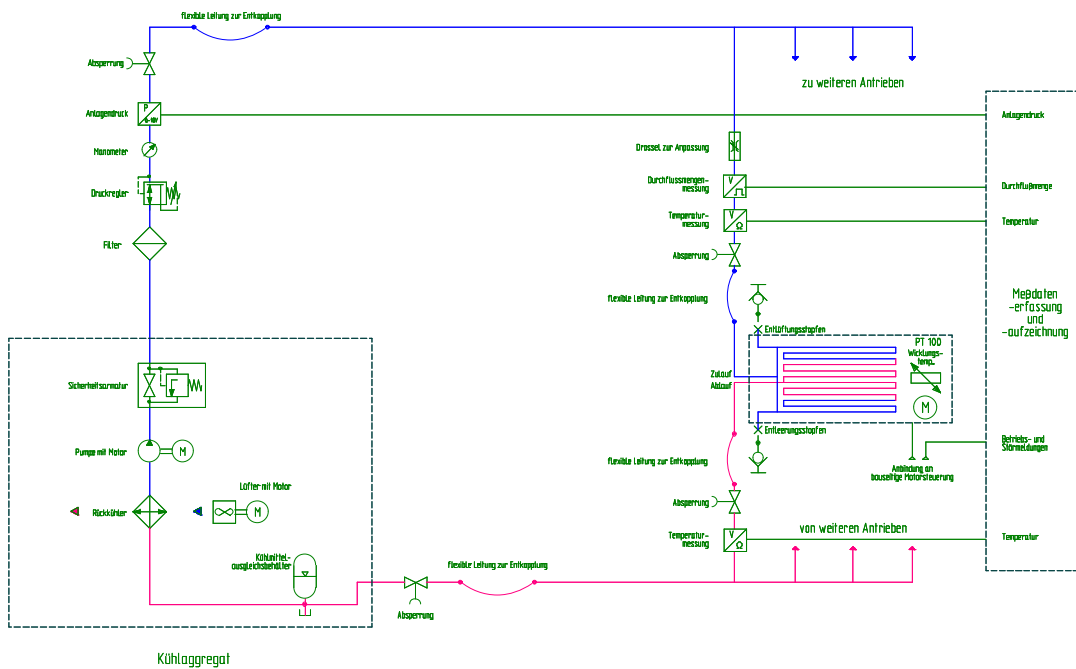 flexible Leitung zur Entkopplung
Absperrung
zu weiteren Antrieben
P
Anlagendruck
Anlagendruck
Manometer
Drossel zur Anpassung
Druckregler
Durchflussmengen-
messung
V
Durchflußmenge
Temperatur-
messung
V
Ω
Temperatur
Filter
Absperrung
flexible Leitung zur Entkopplung
Meßdaten
-erfassung
und
-aufzeichnung
Entlüftungsstopfen
PT 100
Wicklungs-
temp.
Zulauf
Ablauf
Sicherheitsarmatur
M
Entleerungsstopfen
Pumpe mit Motor
M
flexible Leitung zur Entkopplung
Betriebs- und
Störmeldungen
Anbindung an
bauseitige Motorsteuerung
Lüfter mit Motor
M
Rückkühler
Absperrung
von weiteren Antrieben
Temperatur-
messung
V
Ω
Temperatur
Kühlmittel-
ausgleichsbehälter
flexible Leitung zur Entkopplung
Absperrung
Kühlaggregat